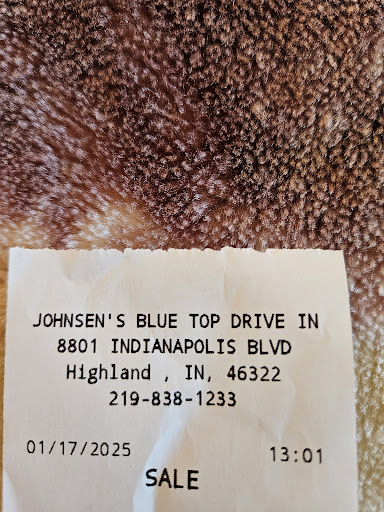 JOHNSEN'S BLUE TOP DRIVE IN
8801 INDIANAPOLIS BLVD
Highland , IN, 46322
219-838-1233
01/17/2025 13:01
SALE